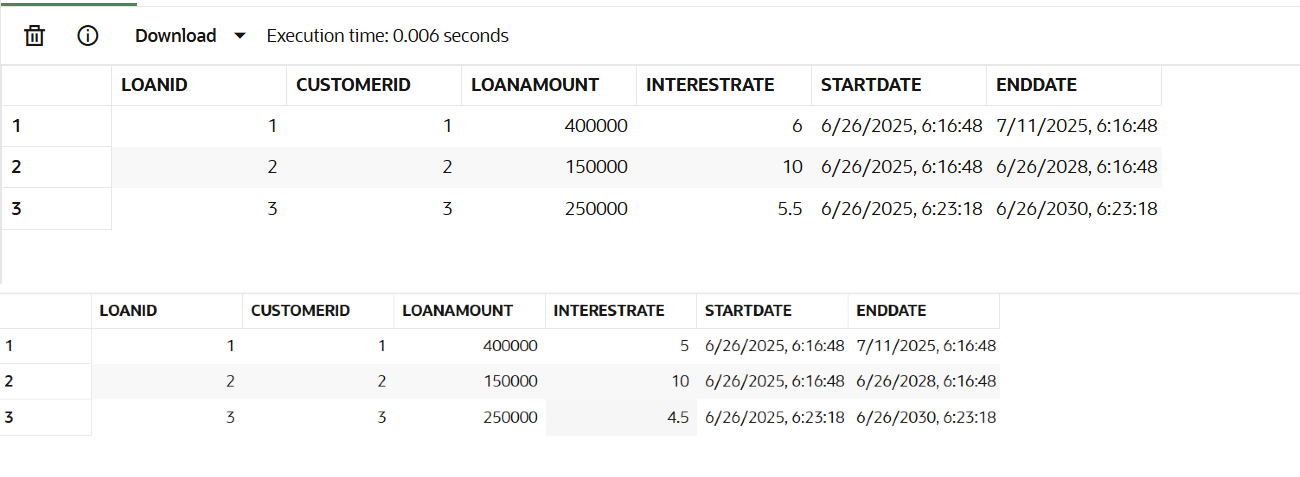 Download Execution time: 0.006 seconds
LOANID CUSTOMERID LOANAMOUNT INTERESTRATE STARTDATE ENDDATE
1 1 1 400000 6 6/26/2025, 6:16:48 7/11/2025, 6:16:48
2 2 2 150000 10 6/26/2025, 6:16:48 6/26/2028, 6:16:48
3 3 3 250000 5.5 6/26/2025, 6:23:18 6/26/2030, 6:23:18
LOANID CUSTOMERID LOANAMOUNT INTERESTRATE STARTDATE ENDDATE
1 1 1 400000 5 6/26/2025, 6:16:48 7/11/2025, 6:16:48
2 2 2 150000 10 6/26/2025, 6:16:48 6/26/2028, 6:16:48
3 3 3 250000 4.5 6/26/2025, 6:23:18 6/26/2030, 6:23:18